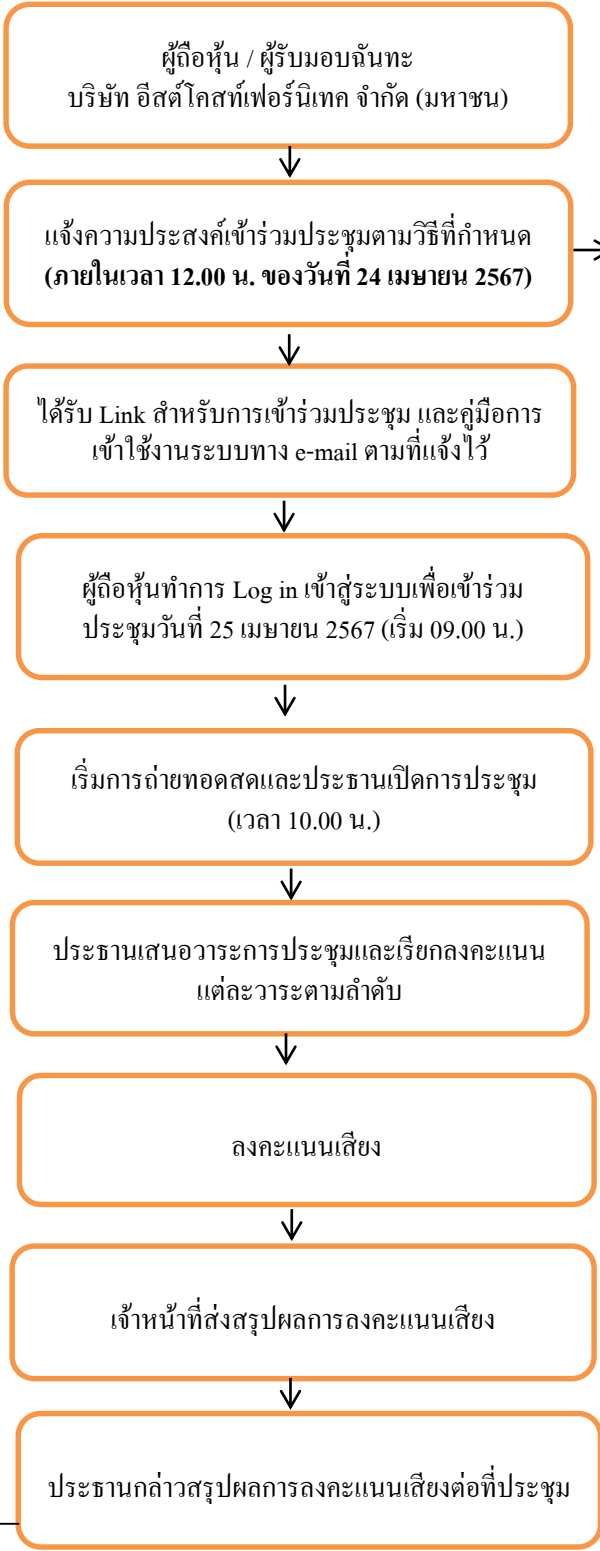 ผู้ถือหุ้น / ผู้รับมอบฉันทะ
บริษัท อีสต์โคสท์เฟอร์นิเทค จำกัด (มหาชน)
แจ้งความประสงค์เข้าร่วมประชุมตามวิธีที่กำหนด
(ภายในเวลา 12.00 น. ของวันที่ 24 เมษายน 2567)
ได้รับ Link สำหรับการเข้าร่วมประชุม และคู่มือการ
เข้าใช้งานระบบทาง e-mail ตามที่แจ้งไว้
ผู้ถือหุ้นทำการ Log in เข้าสู่ระบบเพื่อเข้าร่วม
ประชุมวันที่ 25 เมษายน 2567 (เริ่ม 09.00 น.)
เริ่มการถ่ายทอดสดและประธานเปิดการประชุม
(เวลา 10.00 น.)
ประธานเสนอวาระการประชุมและเรียกลงคะแนน
แต่ละวาระตามลำดับ
ลงคะแนนเสียง
เจ้าหน้าที่ส่งสรุปผลการลงคะแนนเสียง
ประธานกล่าวสรุปผลการลงคะแนนเสียงต่อที่ประชุม